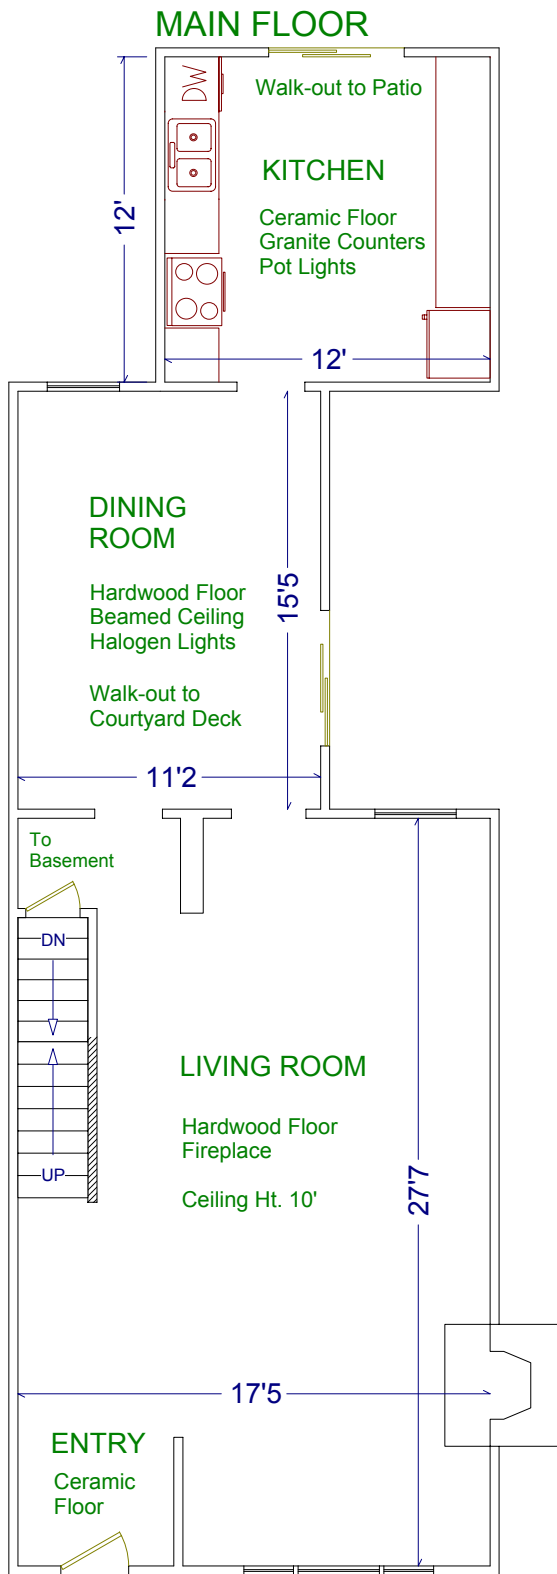 MAIN FLOOR
DW
Walk-out to Patio
KITCHEN
12'
Ceramic Floor
Granite Counters
Pot Lights
12'
DINING
ROOM
15'5
Hardwood Floor
Beamed Ceiling
Halogen Lights
Walk-out to
Courtyard Deck
11'2
To
Basement
DN
LIVING ROOM
Hardwood Floor
Fireplace
UP
27'7
Ceiling Ht. 10'
17'5
ENTRY
Ceramic
Floor